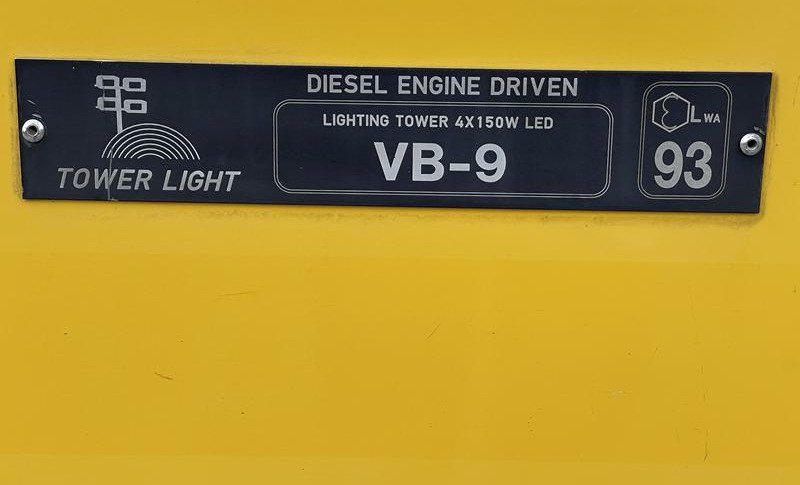 TOWER LIGHT
DIESEL ENGINE DRIVEN
LIGHTING TOWER 4X150W LED
VB-9
LWA
93